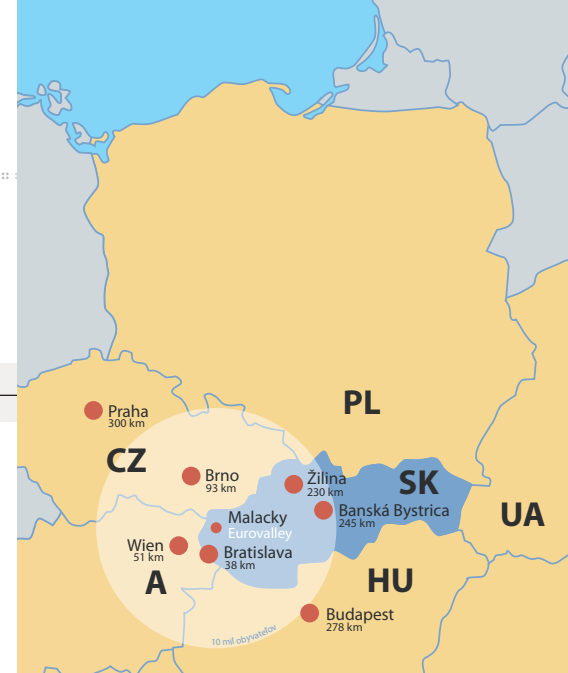 PL
Praha
300 km
CZ
Brno
93 km
Žilina
230 km
SK
Banská Bystrica
245 km
UA
Malacky
Eurovalley
Wien
51 km
Bratislava
38 km
A
HU
Budapest
278 km
10 mil obyvateľov